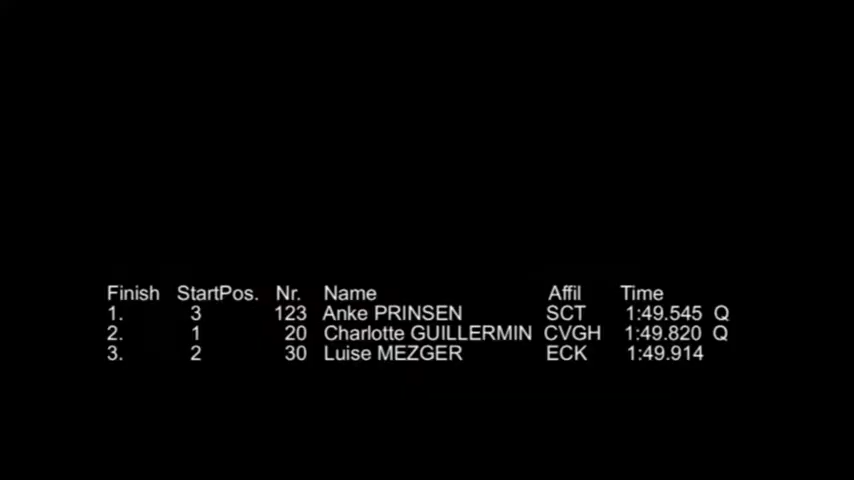 Finish StartPos. Nr. Name Affil Time
1. 3 123 Anke PRINSEN SCT 1:49.545 Q
2. 1 20 Charlotte GUILLERMIN CVGH 1:49.820 Q
3. 2 30 Luise MEZGER ECK 1:49.914